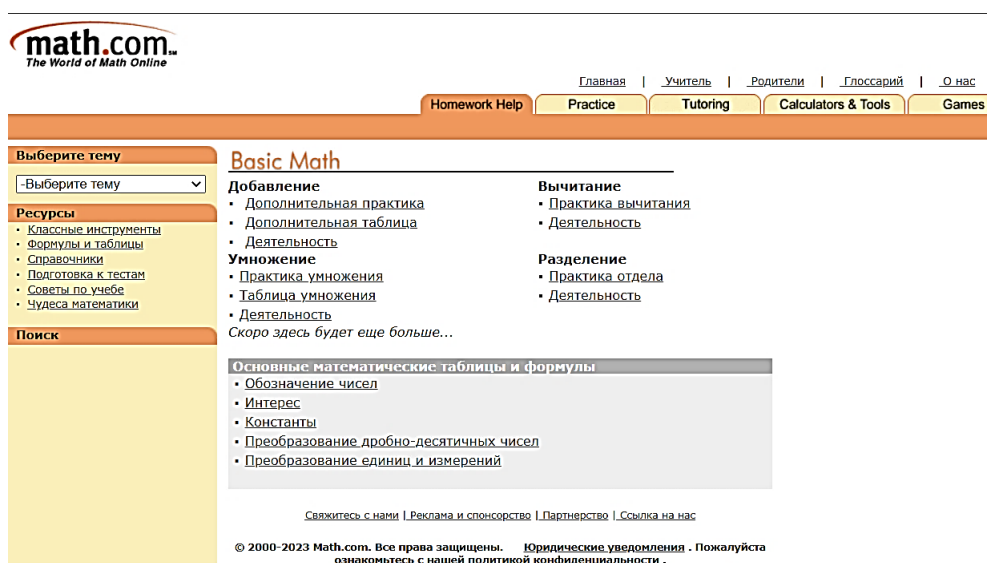 math.com SM
The World of Math Online
Главная | Учитель | Родители | Глоссарий | О нас
Homework Help Practice Tutoring Calculators & Tools Games
Выберите тему
-Выберите тему
Ресурсы
• Классные инструменты
• Формулы и таблицы
• Справочники
• Подготовка к тестам
• Советы по учебе
• Чудеса математики
Поиск
Basic Math
Добавление
• Дополнительная практика
• Дополнительная таблица
• Деятельность
Умножение
• Практика умножения
• Таблица умножения
• Деятельность
Скоро здесь будет еще больше...
Вычитание
• Практика вычитания
• Деятельность
Разделение
• Практика отдела
• Деятельность
Основные математические таблицы и формулы
• Обозначение чисел
• Интерес
• Константы
• Преобразование дробно-десятичных чисел
• Преобразование единиц и измерений
Свяжитесь с нами | Реклама и спонсорство | Партнерство | Ссылка на нас
© 2000-2023 Math.com. Все права защищены. Юридические уведомления . Пожалуйста
ознакомьтесь с нашей политикой конфиденциальности .